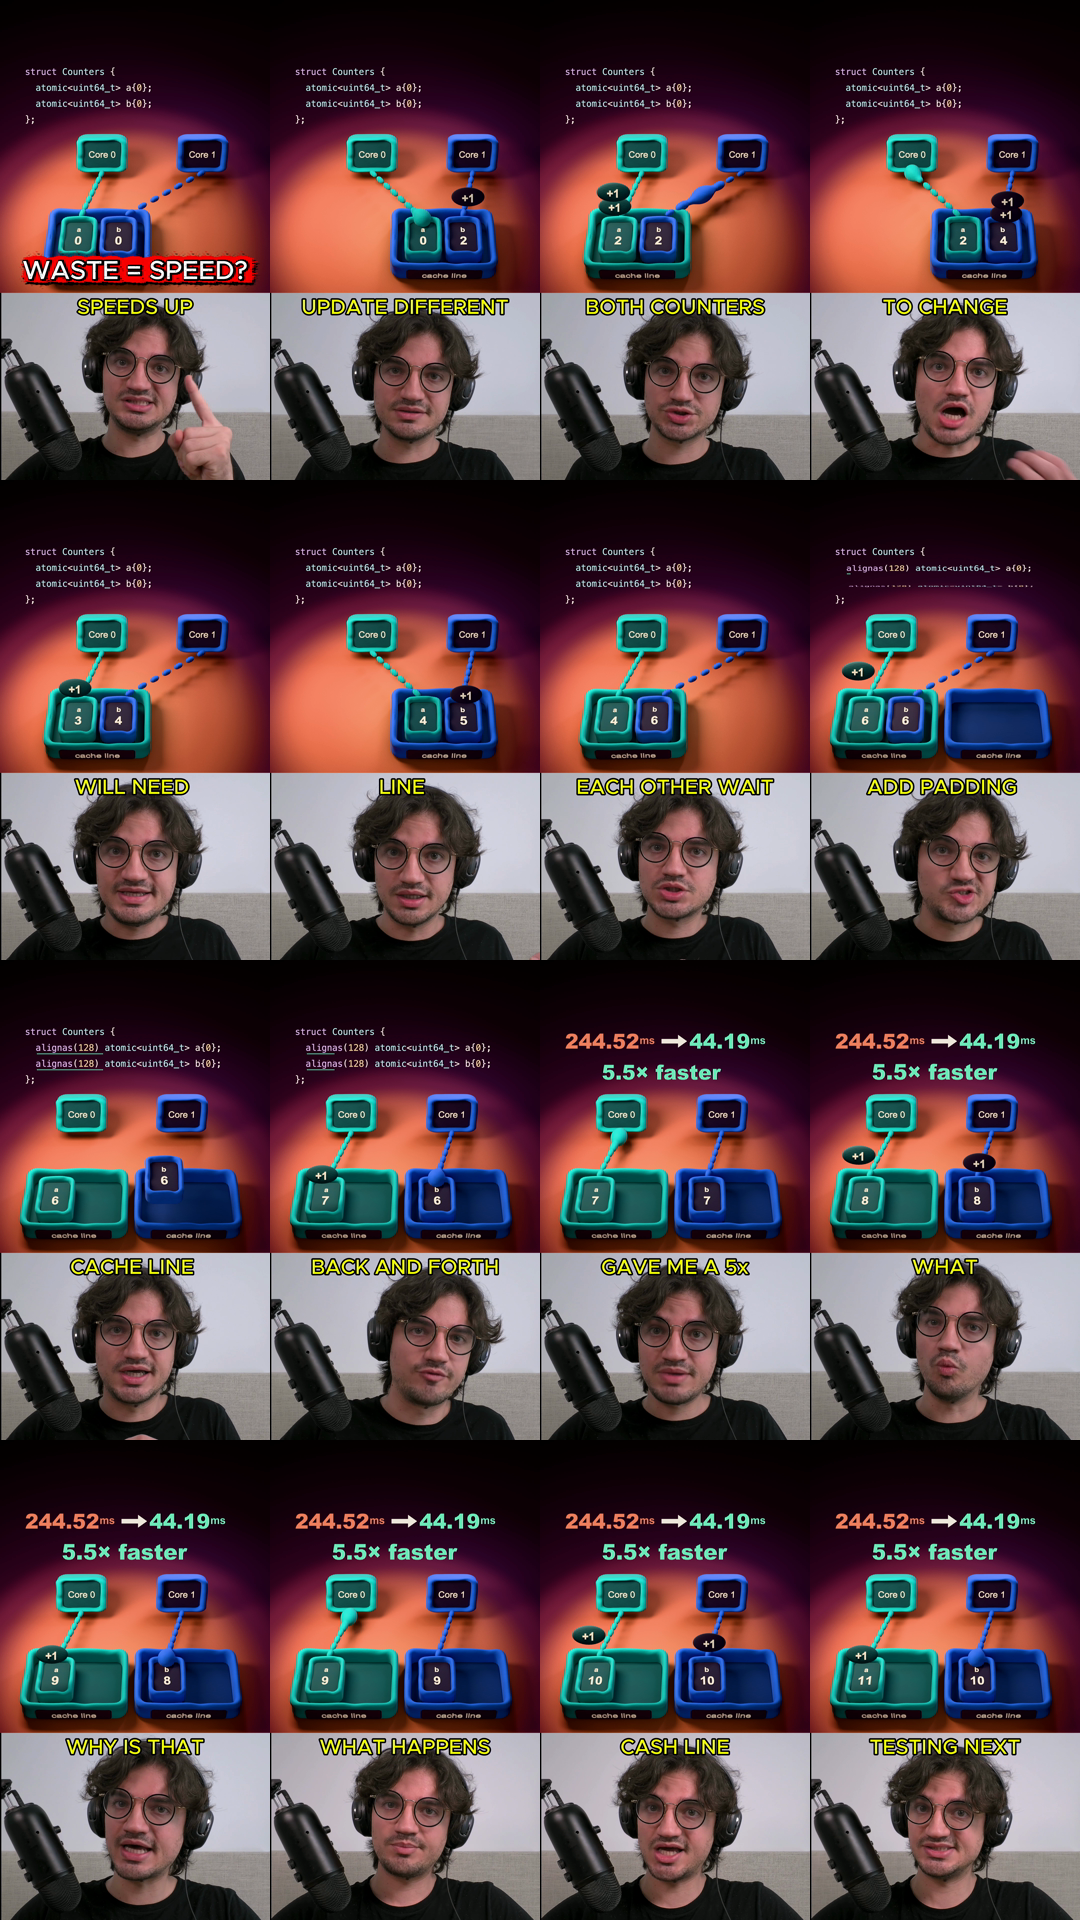 struct Counters {
atomic<uint64_t> a{0};
atomic<uint64_t> b{0};
};
Core 0
Core 1
a
0
b
0
WASTE = SPEED?
SPEEDS UP
struct Counters {
atomic<uint64_t> a{0};
atomic<uint64_t> b{0};
};
Core 0
Core 1
+1
a
0
b
2
cache line
UPDATE DIFFERENT
struct Counters {
atomic<uint64_t> a{0};
atomic<uint64_t> b{0};
};
Core 0
Core 1
+1
+1
a
2
b
2
cache line
BOTH COUNTERS
struct Counters {
atomic<uint64_t> a{0};
atomic<uint64_t> b{0};
};
Core 0
Core 1
+1
+1
a
2
b
4
cache line
TO CHANGE
struct Counters {
atomic<uint64_t> a{0};
atomic<uint64_t> b{0};
};
Core 0
Core 1
+1
a
3
b
4
cache line
WILL NEED
struct Counters {
atomic<uint64_t> a{0};
atomic<uint64_t> b{0};
};
Core 0
Core 1
+1
a
4
b
5
cache line
LINE
struct Counters {
atomic<uint64_t> a{0};
atomic<uint64_t> b{0};
};
Core 0
Core 1
a
4
b
6
cache line
EACH OTHER WAIT
struct Counters {
alignas(128) atomic<uint64_t> a{0};
};
Core 0
Core 1
+1
a
6
b
6
cache line
ADD PADDING
struct Counters {
alignas(128) atomic<uint64_t> a{0};
alignas(128) atomic<uint64_t> b{0};
};
Core 0
Core 1
a
6
b
6
cache line
cache line
CACHE LINE
struct Counters {
alignas(128) atomic<uint64_t> a{0};
alignas(128) atomic<uint64_t> b{0};
};
Core 0
Core 1
+1
a
7
b
6
cache line
cache line
BACK AND FORTH
244.52ms → 44.19ms
5.5× faster
Core 0
Core 1
a
7
b
7
cache line
cache line
GAVE ME A 5x
244.52ms → 44.19ms
5.5× faster
Core 0
Core 1
+1
+1
a
8
b
8
cache line
cache line
WHAT
244.52ms → 44.19ms
5.5× faster
Core 0
Core 1
+1
a
9
b
8
cache line
cache line
WHY IS THAT
244.52ms → 44.19ms
5.5× faster
Core 0
Core 1
a
9
b
9
cache line
cache line
WHAT HAPPENS
244.52ms → 44.19ms
5.5× faster
Core 0
Core 1
+1
+1
a
10
b
10
cache line
cache line
CASH LINE
244.52ms → 44.19ms
5.5× faster
Core 0
Core 1
+1
a
11
b
10
cache line
cache line
TESTING NEXT